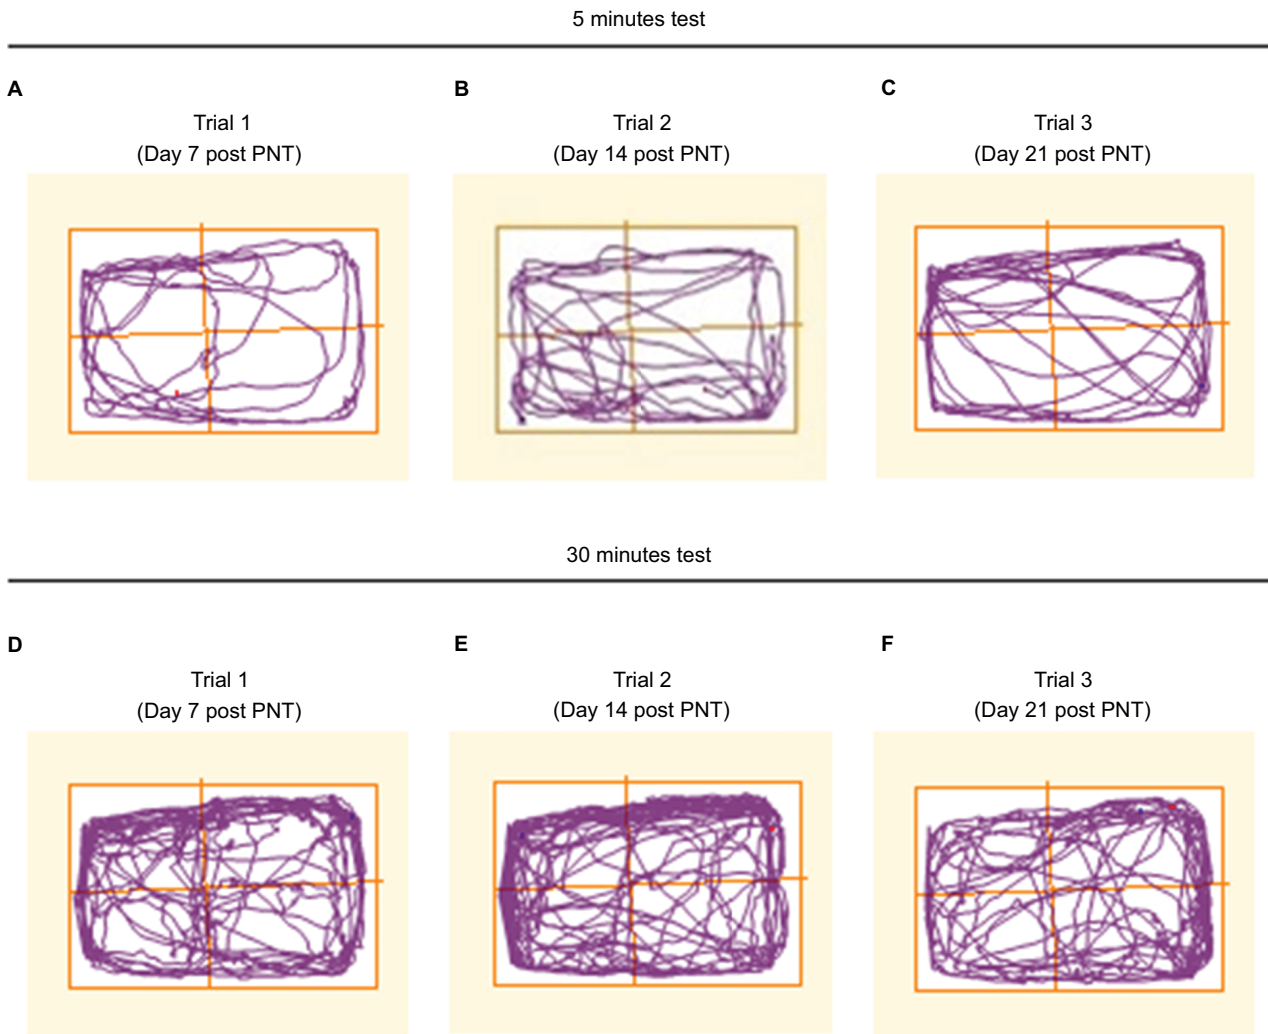 5 minutes test
A
B
C
Trial 1
(Day 7 post PNT)
Trial 2
(Day 14 post PNT)
Trial 3
(Day 21 post PNT)
30 minutes test
D
E
F
Trial 1
(Day 7 post PNT)
Trial 2
(Day 14 post PNT)
Trial 3
(Day 21 post PNT)